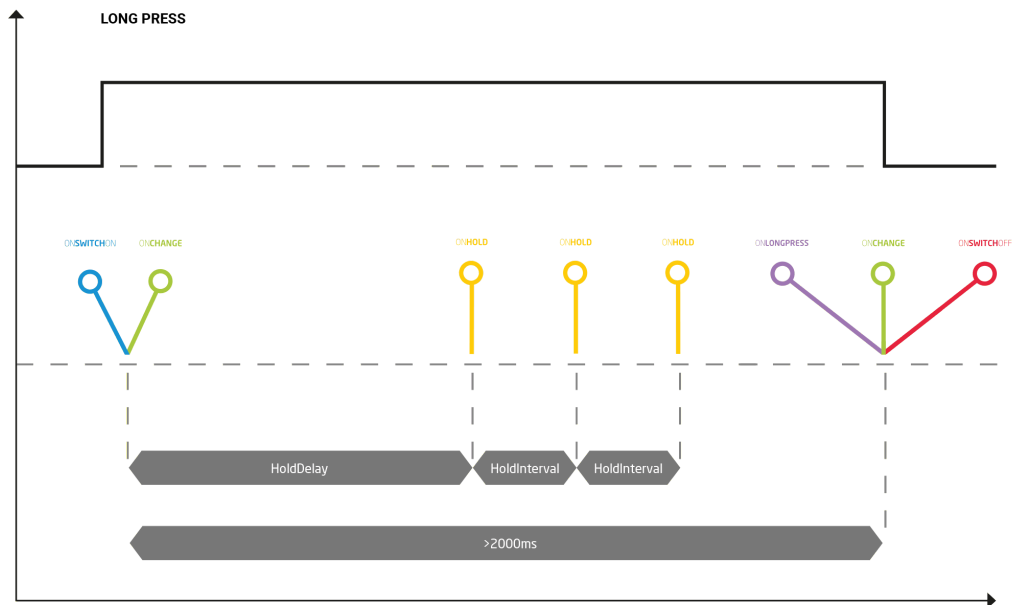 LONG PRESS
ONSWITCHON ONCHANGE ONHOLD ONHOLD ONHOLD ONLONGPRESS ONCHANGE ONSWITCHOFF
HoldDelay HoldInterval HoldInterval
>2000ms